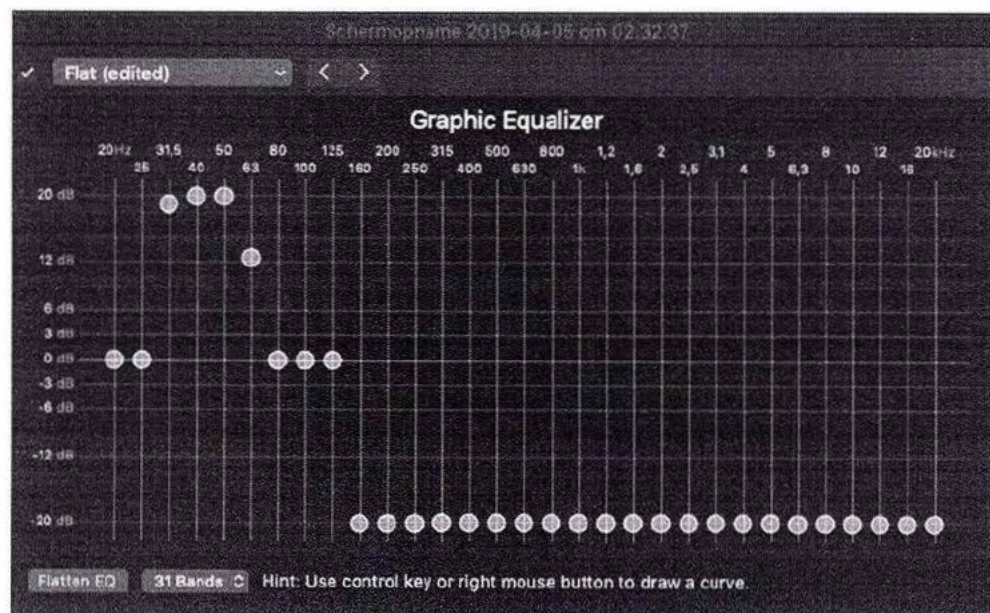 Schermopname 2019-04-05 om 02.32.37
✓ Flat (edited) < >
Graphic Equalizer
20Hz 31,5 50 80 125 200 315 500 800 1,2 2 3,1 5 8 12 20kHz
25 40 63 100 160 250 400 630 1k 1,6 2,5 4 6,3 10 16
20 dB
12 dB
6 dB
3 dB
0 dB
-3 dB
-6 dB
-12 dB
-20 dB
Flatten EQ 31 Bands Hint: Use control key or right mouse button to draw a curve.